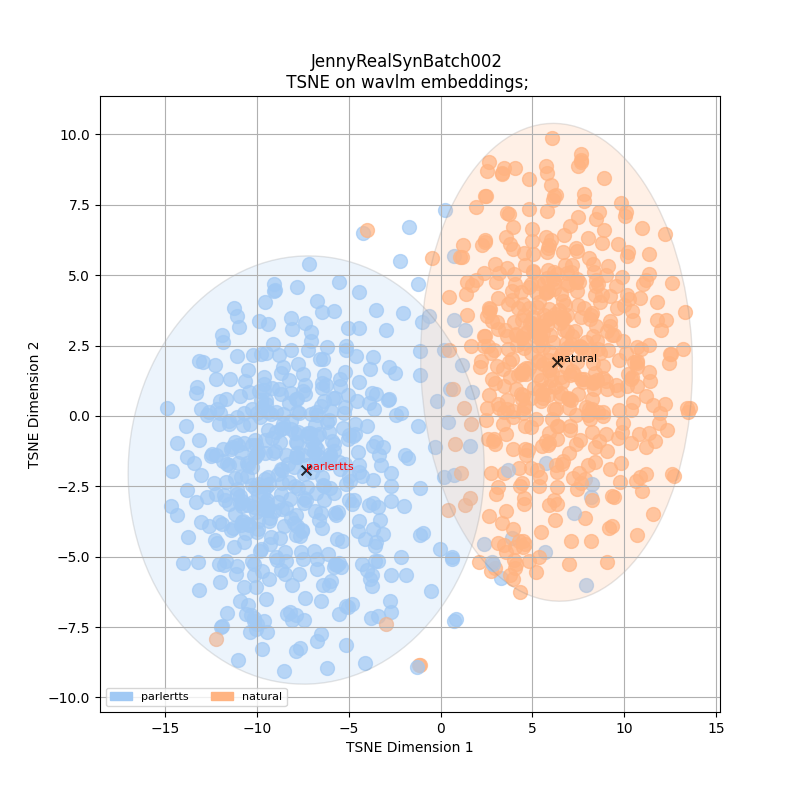 JennyRealSynBatch002
TSNE on wavlm embeddings;
TSNE Dimension 2
10.0
7.5
5.0
2.5
0.0
−2.5
−5.0
−7.5
−10.0
natural
parlertts
parlertts natural
−15 −10 −5 0 5 10 15
TSNE Dimension 1